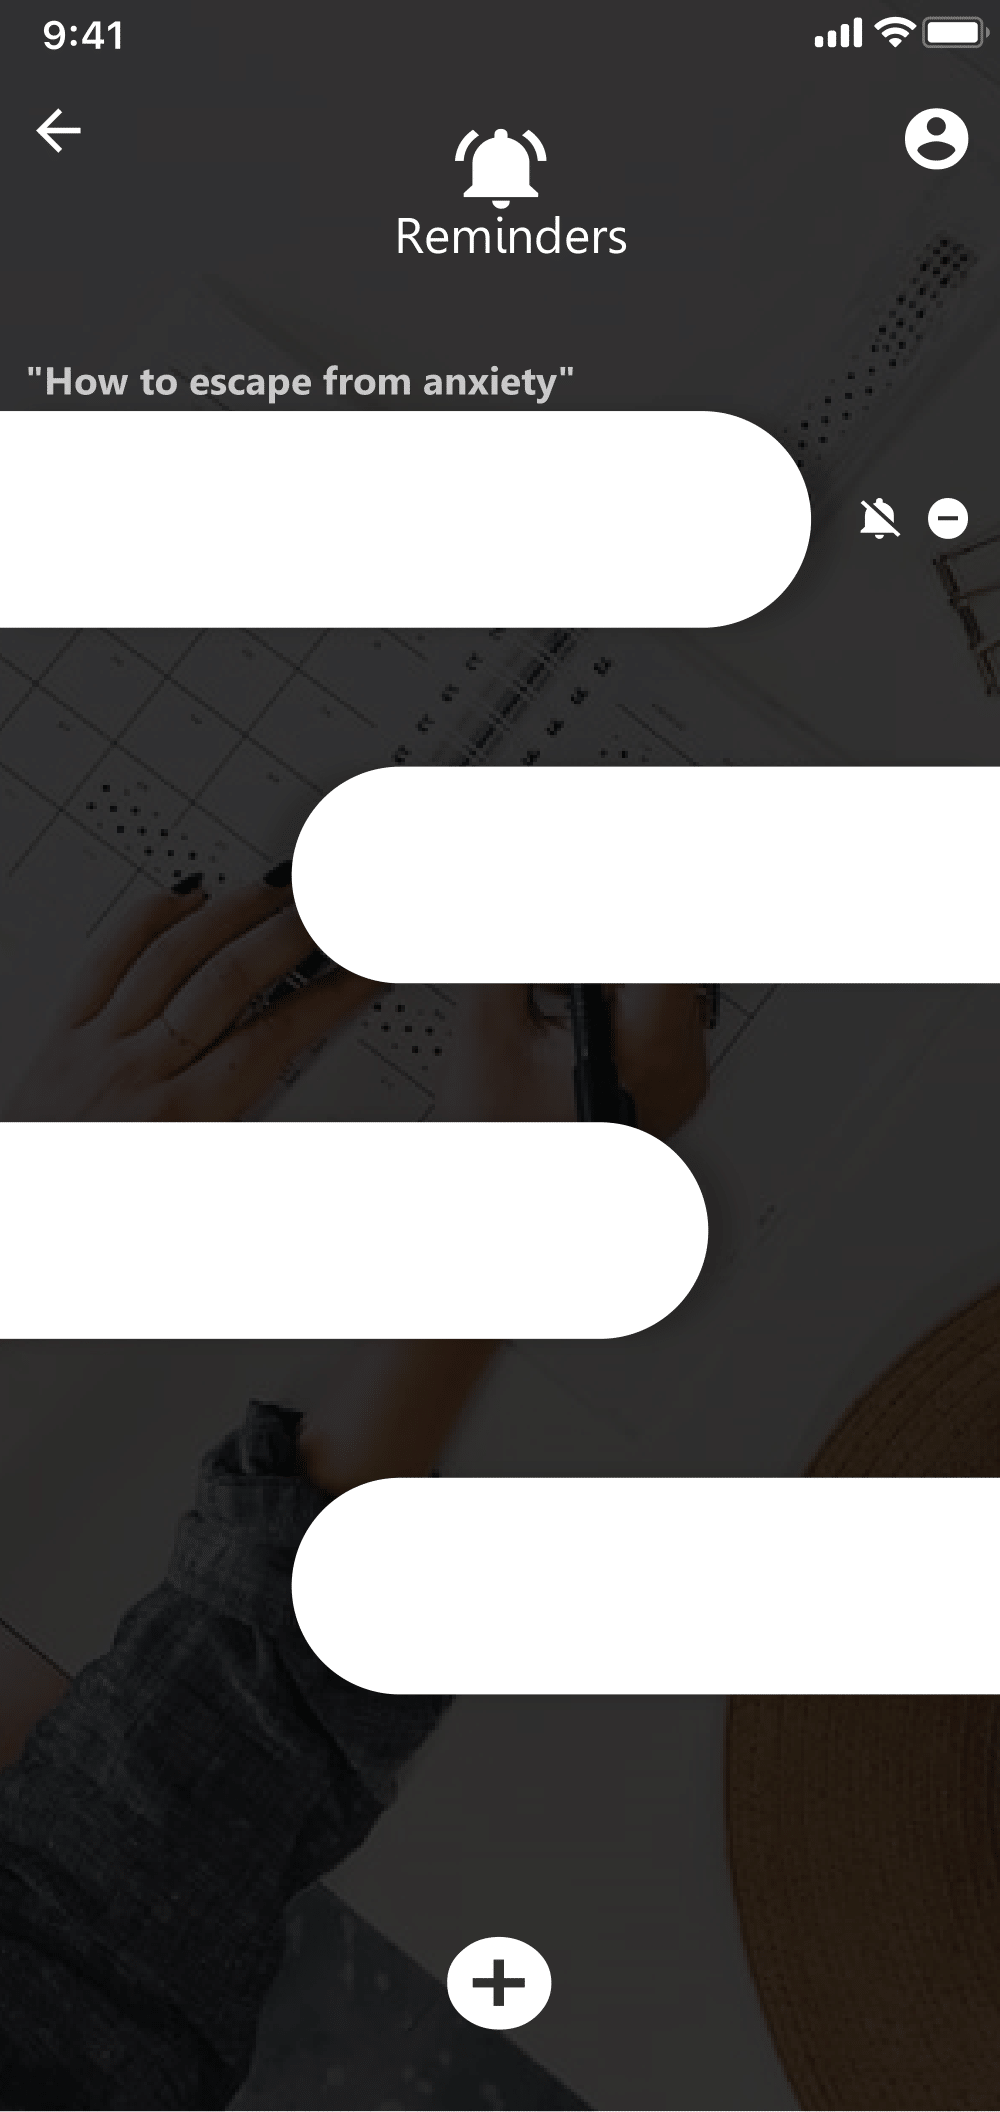 9:41
Reminders
"How to escape from anxiety"